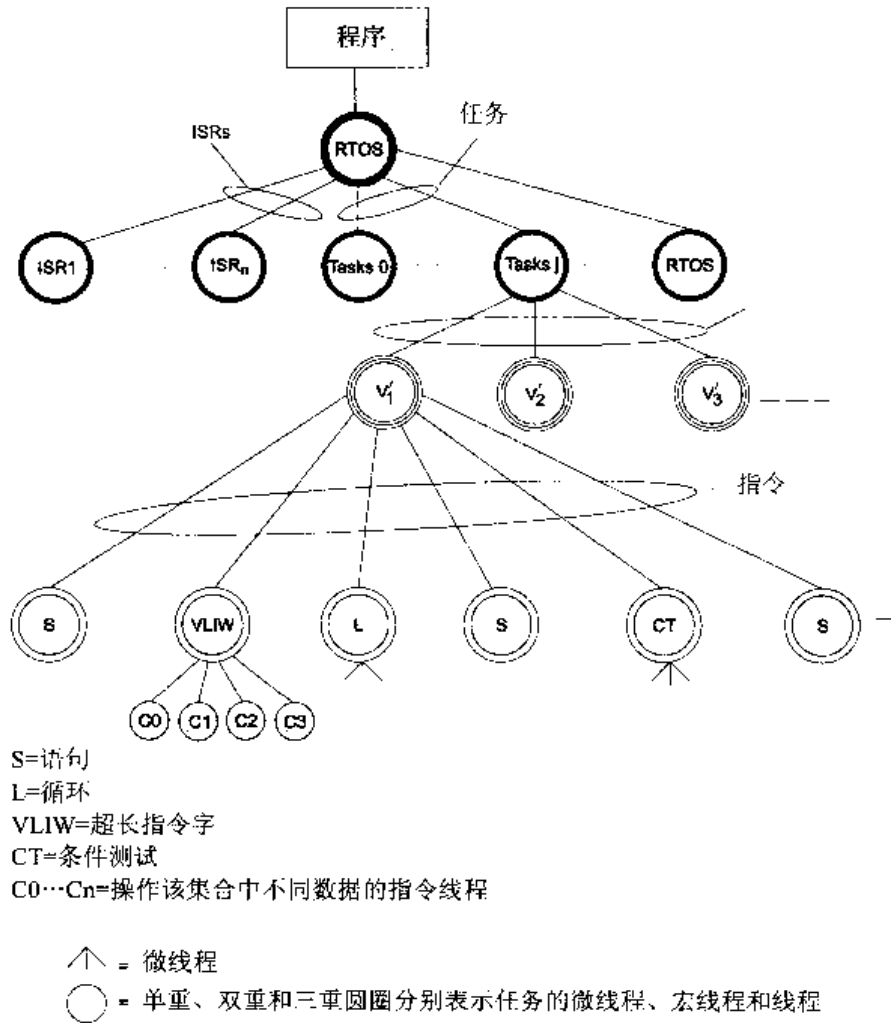 程序
ISRs
任务
RTOS
ISR1
ISRn
Tasks 0
Tasks j
RTOS
V′1
V′2
V′3
指令
S
VLIW
L
S
CT
S
C0
C1
C2
C3
S=语句
L=循环
VLIW=超长指令字
CT=条件测试
C0…Cn=操作该集合中不同数据的指令线程
= 微线程
= 单重、双重和三重圆圈分别表示任务的微线程、宏线程和线程